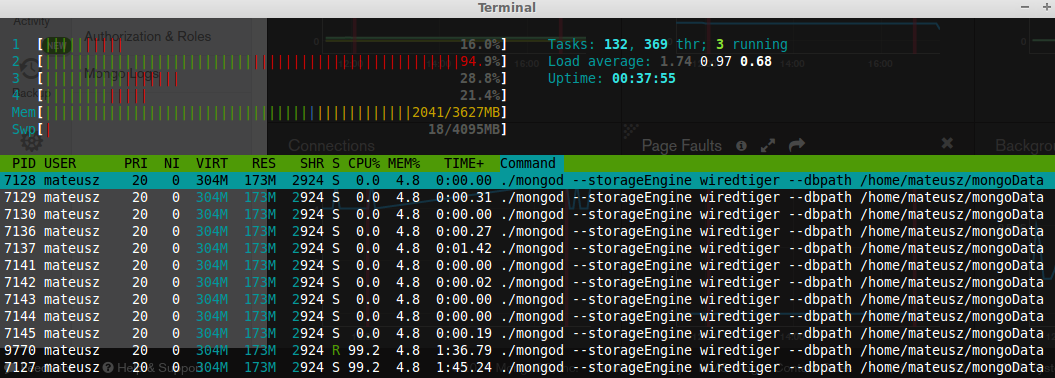 Terminal
Activity
Authorization & Roles
NEW
1 [16.0%] Tasks: 132, 369 thr; 3 running
2 [94.9%] Load average: 1.74 0.97 0.68
Mongo Logs
3 [28.8%] Uptime: 00:37:55
4 [21.4%]
Mem[2041/3627MB]
Swp[18/4095MB]
Connections Page Faults Background
PID USER PRI NI VIRT RES SHR S CPU% MEM% TIME+ Command
7128 mateusz 20 0 304M 173M 2924 S 0.0 4.8 0:00.00 ./mongod --storageEngine wiredtiger --dbpath /home/mateusz/mongoData
7129 mateusz 20 0 304M 173M 2924 S 0.0 4.8 0:00.31 ./mongod --storageEngine wiredtiger --dbpath /home/mateusz/mongoData
7130 mateusz 20 0 304M 173M 2924 S 0.0 4.8 0:00.00 ./mongod --storageEngine wiredtiger --dbpath /home/mateusz/mongoData
7136 mateusz 20 0 304M 173M 2924 S 0.0 4.8 0:00.27 ./mongod --storageEngine wiredtiger --dbpath /home/mateusz/mongoData
7137 mateusz 20 0 304M 173M 2924 S 0.0 4.8 0:01.42 ./mongod --storageEngine wiredtiger --dbpath /home/mateusz/mongoData
7141 mateusz 20 0 304M 173M 2924 S 0.0 4.8 0:00.00 ./mongod --storageEngine wiredtiger --dbpath /home/mateusz/mongoData
7142 mateusz 20 0 304M 173M 2924 S 0.0 4.8 0:00.02 ./mongod --storageEngine wiredtiger --dbpath /home/mateusz/mongoData
7143 mateusz 20 0 304M 173M 2924 S 0.0 4.8 0:00.00 ./mongod --storageEngine wiredtiger --dbpath /home/mateusz/mongoData
7144 mateusz 20 0 304M 173M 2924 S 0.0 4.8 0:00.00 ./mongod --storageEngine wiredtiger --dbpath /home/mateusz/mongoData
7145 mateusz 20 0 304M 173M 2924 S 0.0 4.8 0:00.19 ./mongod --storageEngine wiredtiger --dbpath /home/mateusz/mongoData
9770 mateusz 20 0 304M 173M 2924 R 99.2 4.8 1:36.79 ./mongod --storageEngine wiredtiger --dbpath /home/mateusz/mongoData
7127 mateusz 20 0 304M 173M 2924 S 99.2 4.8 1:45.24 ./mongod --storageEngine wiredtiger --dbpath /home/mateusz/mongoData
Help & Support